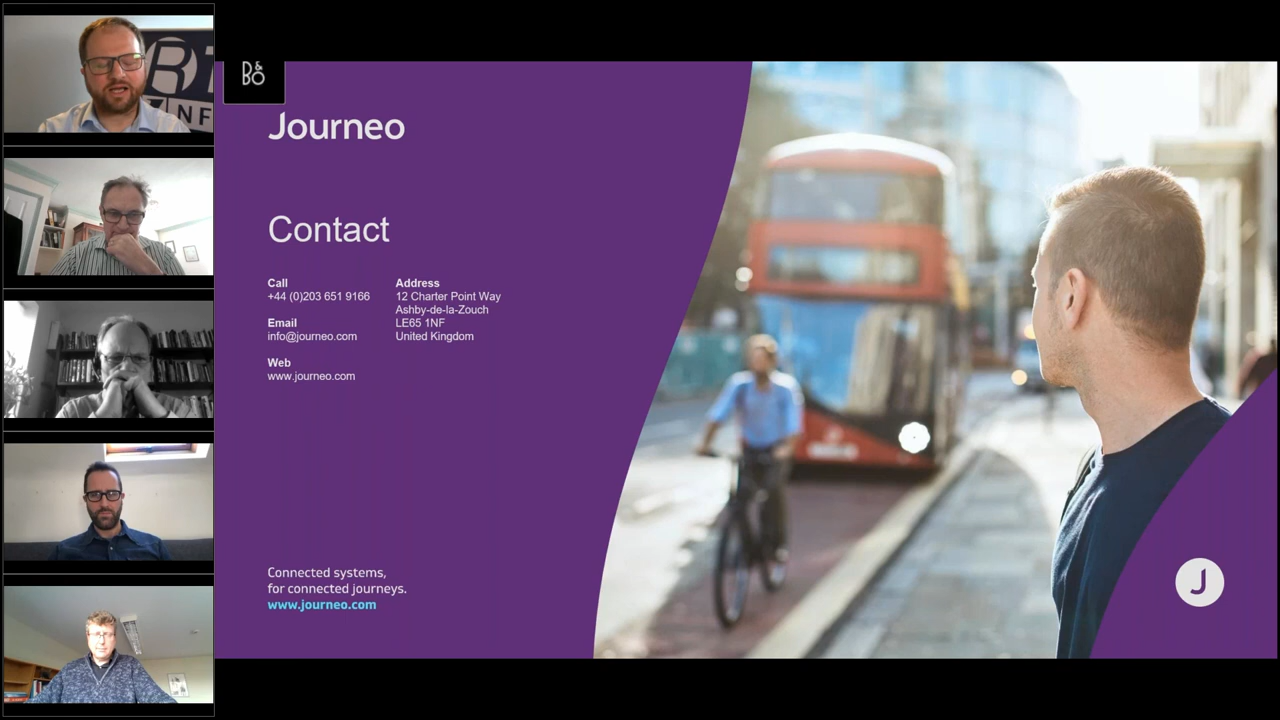 B&O
Journeo
Contact
Call
+44 (0)203 651 9166
Email
info@journeo.com
Web
www.journeo.com
Address
12 Charter Point Way
Ashby-de-la-Zouch
LE65 1NF
United Kingdom
Connected systems,
for connected journeys.
www.journeo.com
J